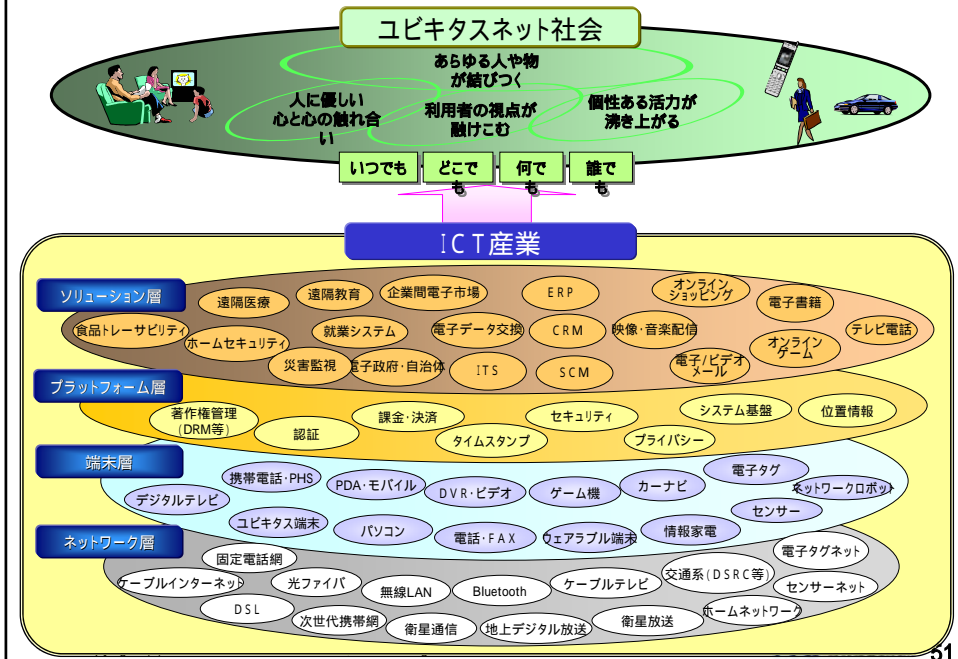 ユビキタスネット社会
あらゆる人や物
が結びつく
人に優しい
心と心の触れ合
い
利用者の視点が
融けこむ
個性ある活力が
沸き上がる
いつでも
どこで
も
何で
も
誰で
も
ICT産業
ソリューション層
遠隔医療
遠隔教育
企業間電子市場
ERP
オンライン
ショッピング
電子書籍
食品トレーサビリティ
ホームセキュリティ
就業システム
電子データ交換
CRM
映像・音楽配信
オンライン
ゲーム
テレビ電話
災害監視
電子政府・自治体
ITS
SCM
電子/ビデオ
メール
プラットフォーム層
著作権管理
(DRM等)
認証
課金・決済
タイムスタンプ
セキュリティ
プライバシー
システム基盤
位置情報
端末層
デジタルテレビ
携帯電話・PHS
PDA・モバイル
DVR・ビデオ
ゲーム機
カーナビ
電子タグ
ネットワークロボット
ユビキタス端末
パソコン
電話・FAX
ウェアラブル端末
情報家電
センサー
ネットワーク層
固定電話網
ケーブルインターネット
光ファイバ
無線LAN
Bluetooth
ケーブルテレビ
交通系(DSRC等)
電子タグネット
センサーネット
DSL
次世代携帯網
衛星通信
地上デジタル放送
衛星放送
ホームネットワーク
51